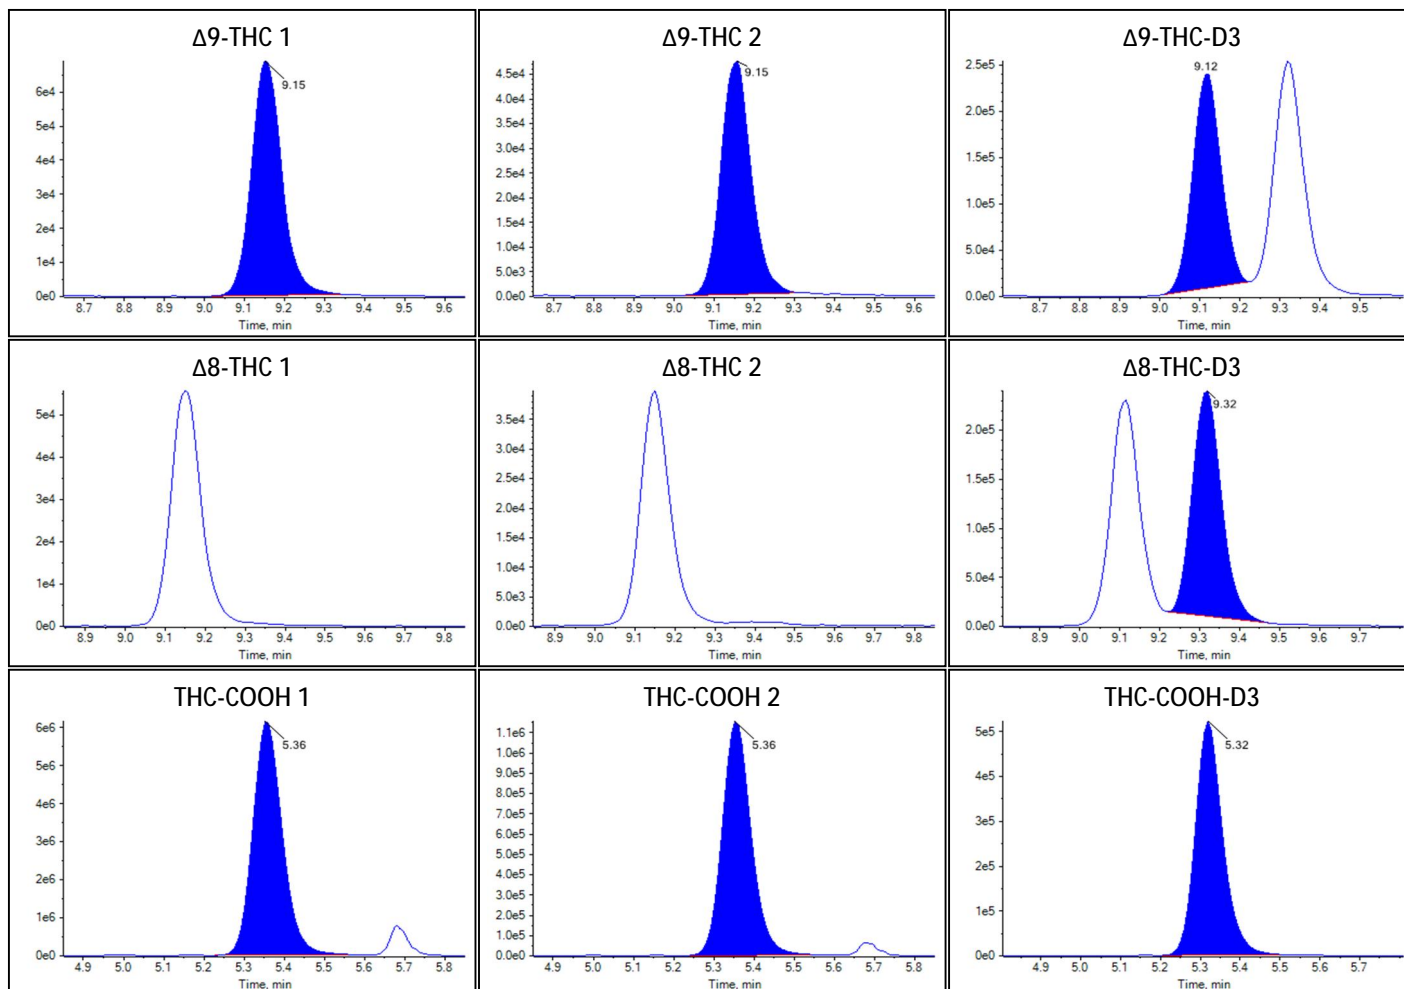 Δ9-THC 1
6e4
5e4
4e4
3e4
2e4
1e4
0e0
9.15
8.7 8.8 8.9 9.0 9.1 9.2 9.3 9.4 9.5 9.6
Time, min
Δ9-THC 2
4.5e4
4.0e4
3.5e4
3.0e4
2.5e4
2.0e4
1.5e4
1.0e4
5.0e3
0.0e0
9.15
8.7 8.8 8.9 9.0 9.1 9.2 9.3 9.4 9.5 9.6
Time, min
Δ9-THC-D3
2.5e5
2.0e5
1.5e5
1.0e5
5.0e4
0.0e0
9.12
8.7 8.8 8.9 9.0 9.1 9.2 9.3 9.4 9.5
Time, min
Δ8-THC 1
5e4
4e4
3e4
2e4
1e4
0e0
8.9 9.0 9.1 9.2 9.3 9.4 9.5 9.6 9.7 9.8
Time, min
Δ8-THC 2
3.5e4
3.0e4
2.5e4
2.0e4
1.5e4
1.0e4
5.0e3
0.0e0
8.9 9.0 9.1 9.2 9.3 9.4 9.5 9.6 9.7 9.8
Time, min
Δ8-THC-D3
2.0e5
1.5e5
1.0e5
5.0e4
0.0e0
9.32
8.9 9.0 9.1 9.2 9.3 9.4 9.5 9.6 9.7
Time, min
THC-COOH 1
6e6
5e6
4e6
3e6
2e6
1e6
0e0
5.36
4.9 5.0 5.1 5.2 5.3 5.4 5.5 5.6 5.7 5.8
Time, min
THC-COOH 2
1.1e6
1.0e6
9.0e5
8.0e5
7.0e5
6.0e5
5.0e5
4.0e5
3.0e5
2.0e5
1.0e5
0.0e0
5.36
4.9 5.0 5.1 5.2 5.3 5.4 5.5 5.6 5.7 5.8
Time, min
THC-COOH-D3
5e5
4e5
3e5
2e5
1e5
0e0
5.32
4.9 5.0 5.1 5.2 5.3 5.4 5.5 5.6 5.7
Time, min